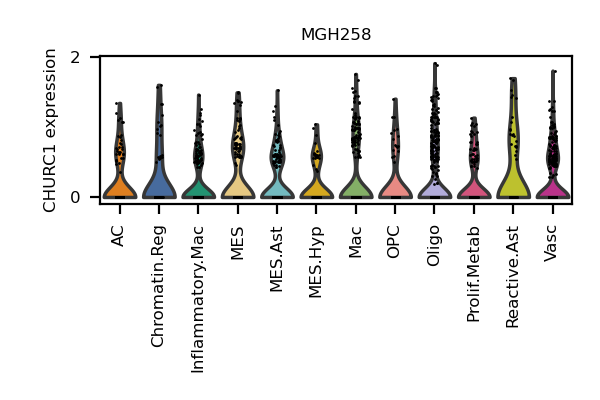 MGH258
CHURC1 expression
2
0
AC
Chromatin.Reg
Inflammatory.Mac
MES
MES.Ast
MES.Hyp
Mac
OPC
Oligo
Prolif.Metab
Reactive.Ast
Vasc